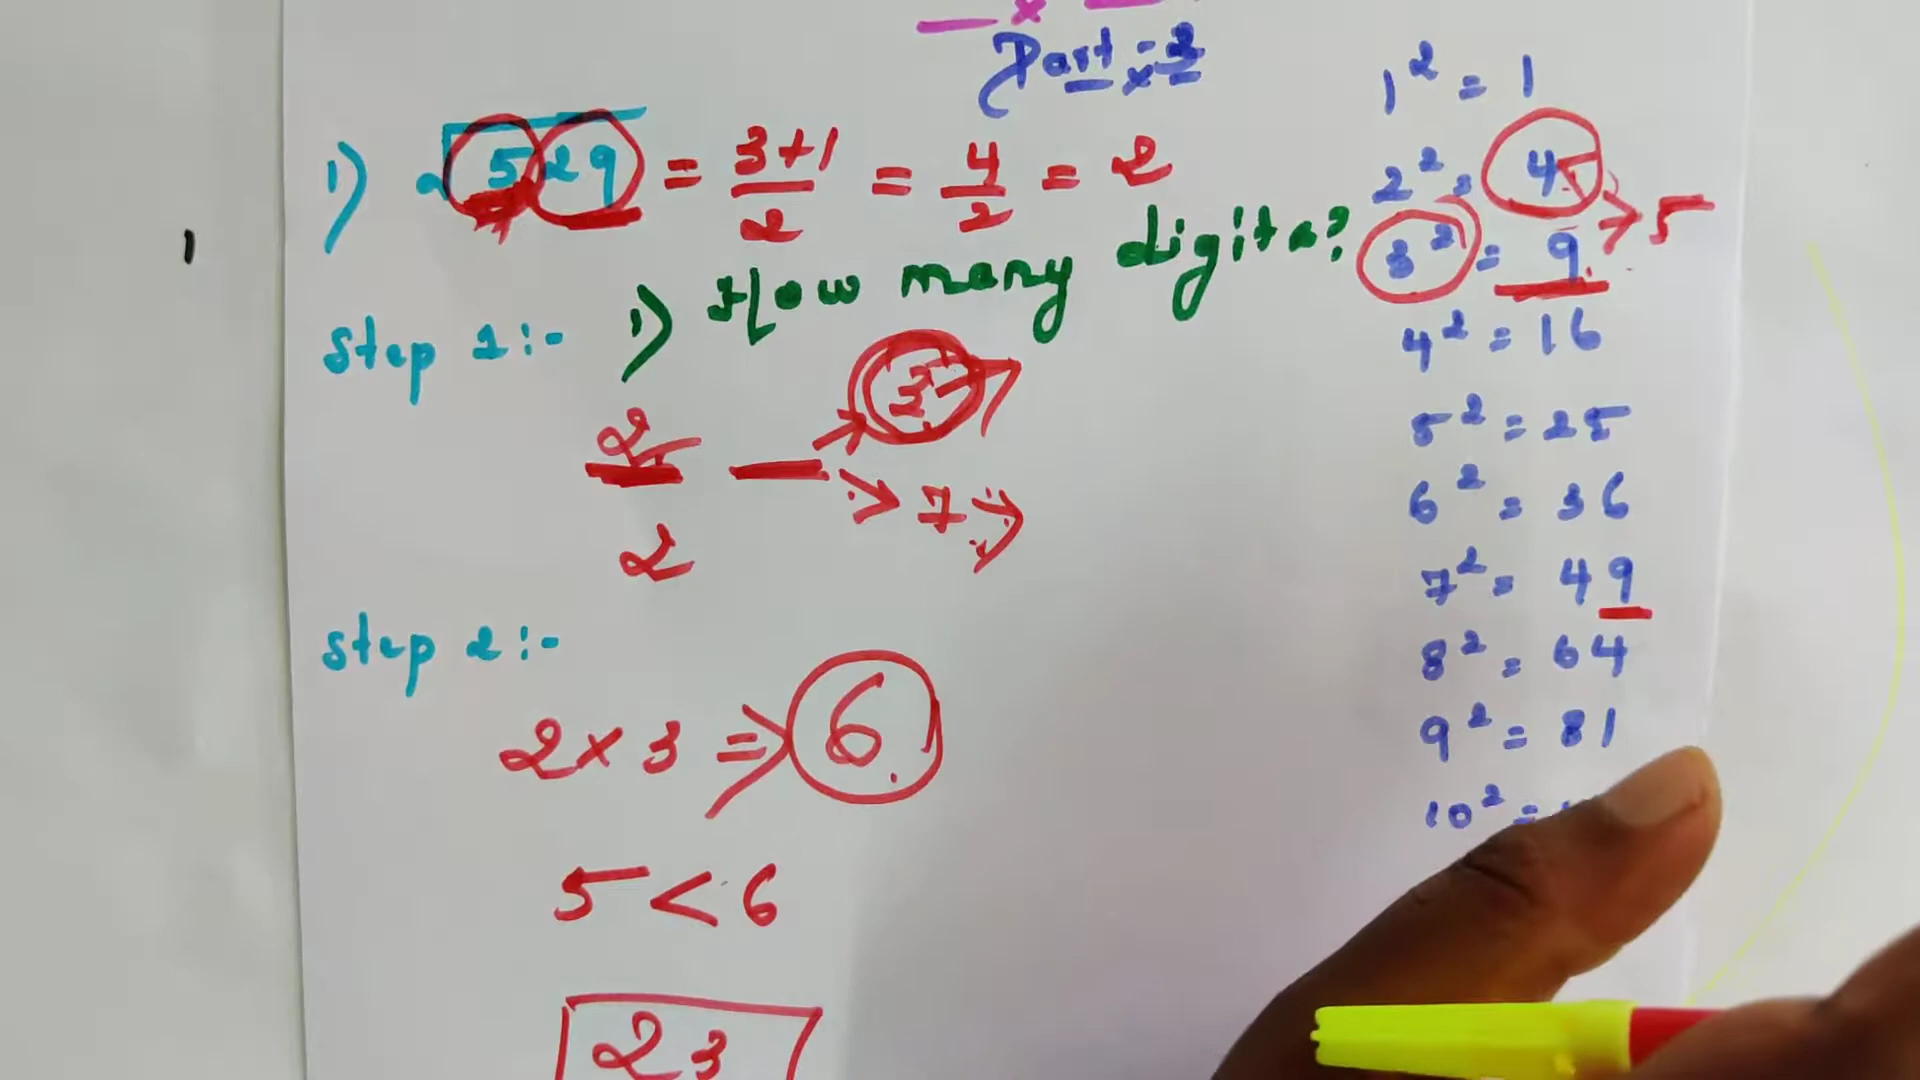 Part - 2
1) √529 = 3+1/2 = 4/2 = 2
1) How many digits?
Step 1:-
2 3
2 7
Step 2:-
2 × 3 => 6
5 < 6
23
1² = 1
2² = 4
5
3² = 9
4² = 16
5² = 25
6² = 36
7² = 49
8² = 64
9² = 81
10² =